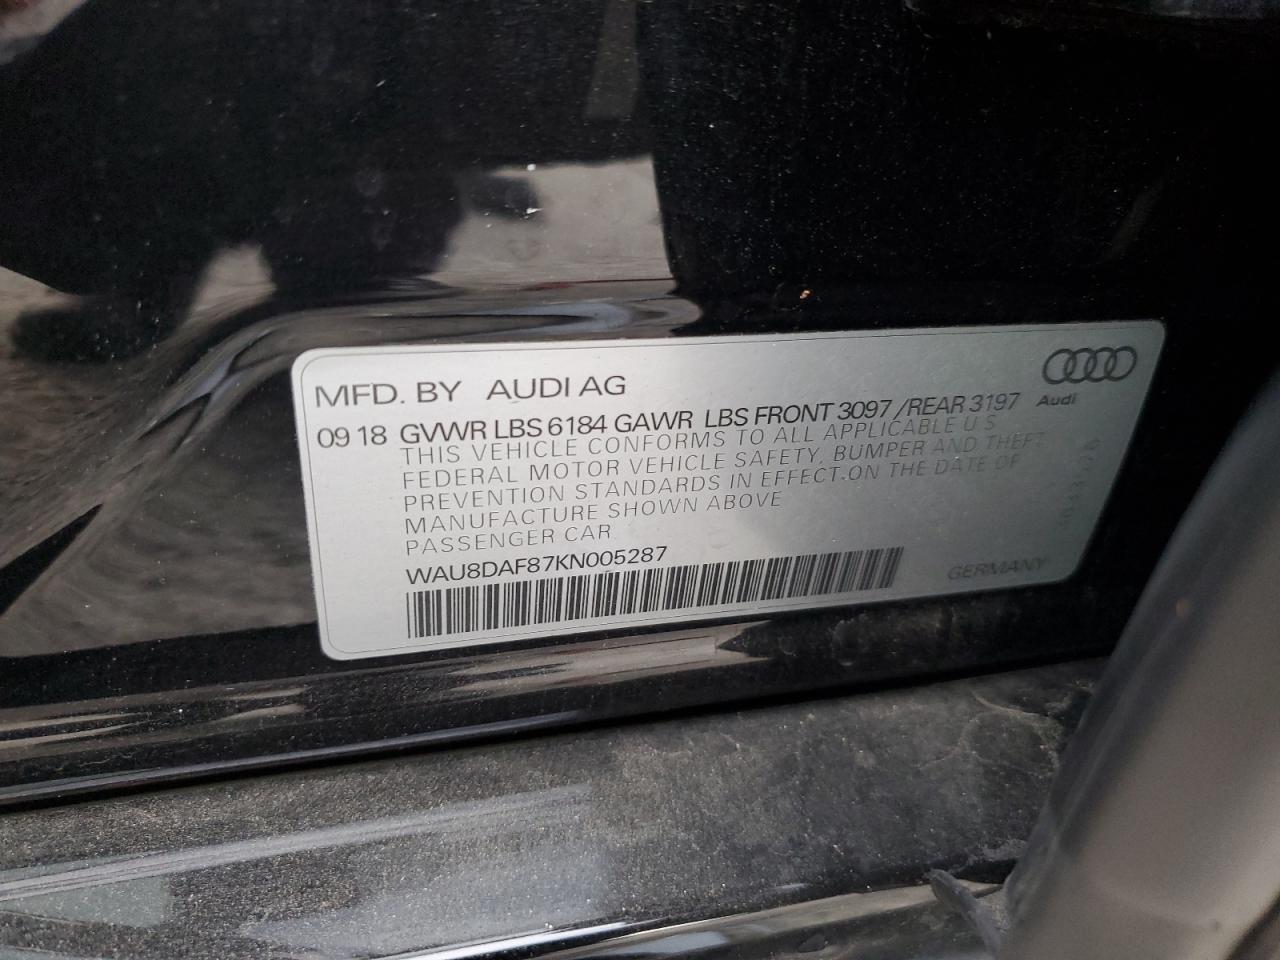 MFD. BY AUDI AG
09 18 GVWR LBS 6184 GAWR LBS FRONT 3097 /REAR 3197
Audi
THIS VEHICLE CONFORMS TO ALL APPLICABLE U S
FEDERAL MOTOR VEHICLE SAFETY, BUMPER AND THEFT
PREVENTION STANDARDS IN EFFECT ON THE DATE OF
MANUFACTURE SHOWN ABOVE
PASSENGER CAR
WAU8DAF87KN005287
GERMANY